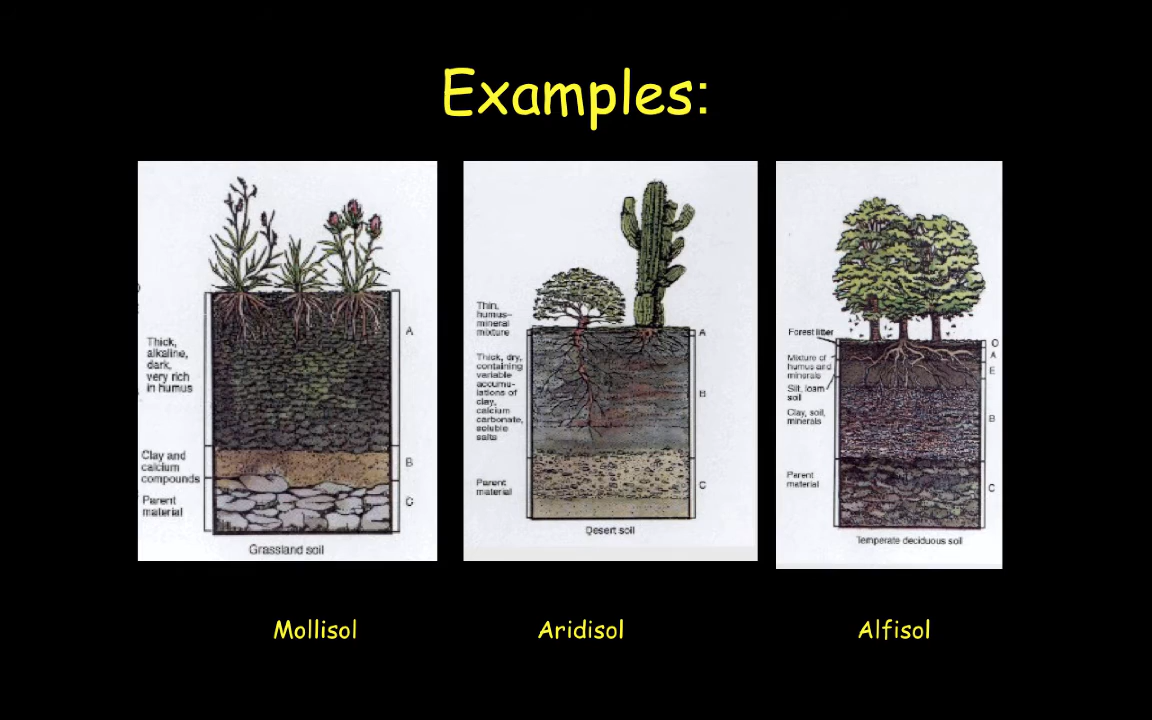 Examples:
Thick,
alkaline,
dark,
very rich
in humus
Clay and
calcium
compounds
Parent
material
A
B
C
Grassland soil
Thin,
humus–
mineral
mixture
Thick, dry,
containing
variable
accumu-
lations of
clay,
calcium
carbonate,
soluble
salts
Parent
material
A
B
C
Desert soil
Forest litter
Mixture of
humus and
minerals
Silt, loam
soil
Clay, soil,
minerals
Parent
material
O
A
E
B
C
Temperate deciduous soil
Mollisol
Aridisol
Alfisol